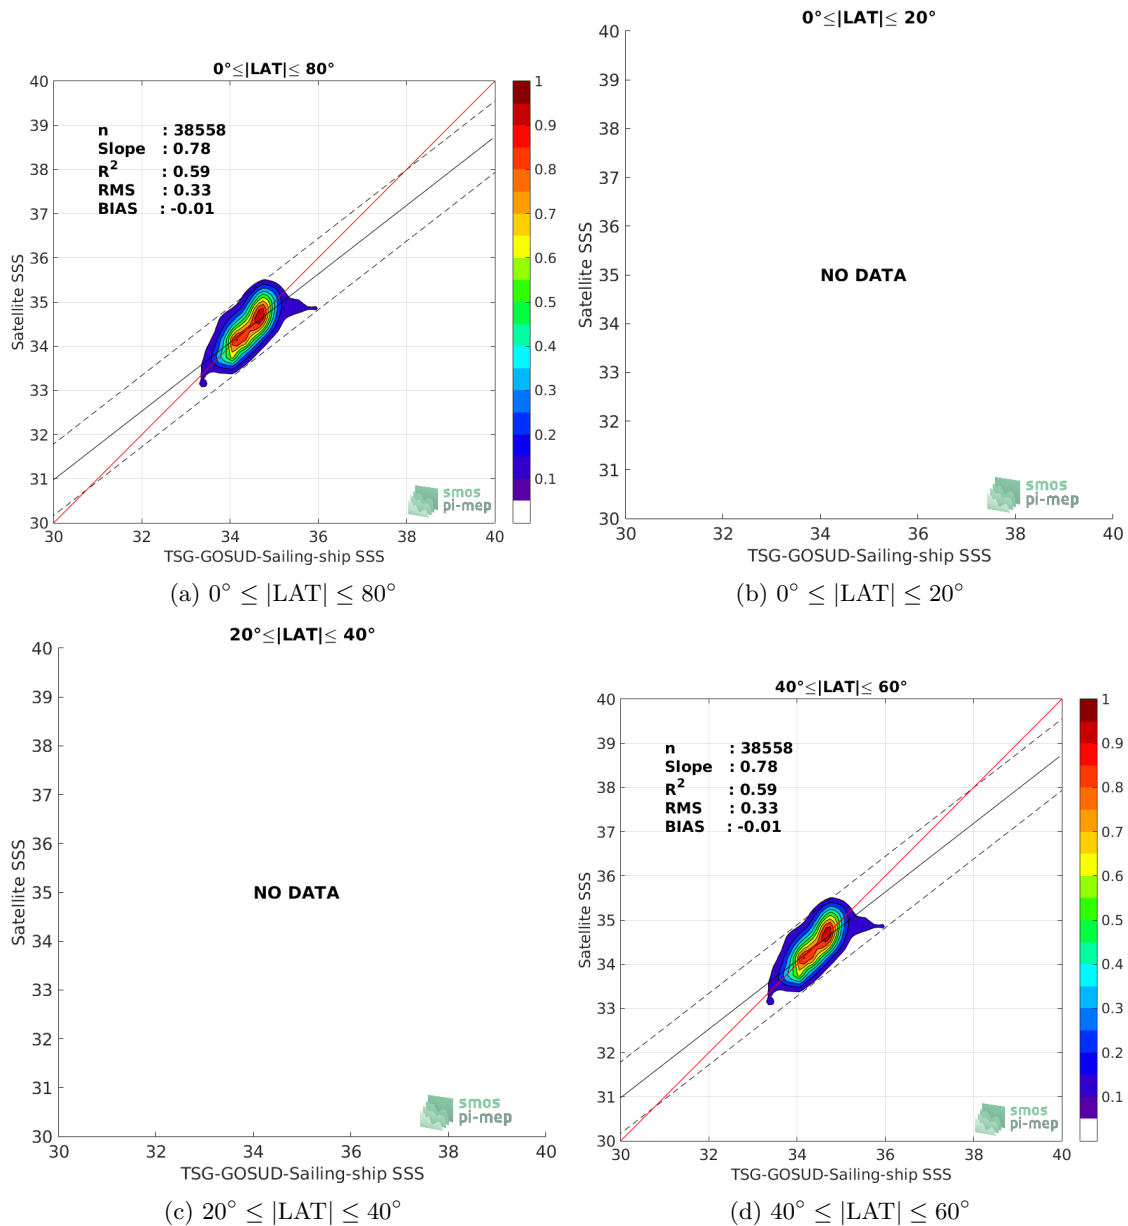 0°≤|LAT|≤ 80°
n : 38558
Slope : 0.78
R2 : 0.59
RMS : 0.33
BIAS : -0.01
40
39
38
37
36
35
34
33
32
31
30
Satellite SSS
30 32 34 36 38 40
TSG-GOSUD-Sailing-ship SSS
1
0.9
0.8
0.7
0.6
0.5
0.4
0.3
0.2
0.1
smos
pi-mep
(a) 0° ≤ |LAT| ≤ 80°
0°≤|LAT|≤ 20°
40
39
38
37
36
35
34
33
32
31
30
Satellite SSS
NO DATA
smos
pi-mep
30 32 34 36 38 40
TSG-GOSUD-Sailing-ship SSS
(b) 0° ≤ |LAT| ≤ 20°
20°≤|LAT|≤ 40°
40
39
38
37
36
35
34
33
32
31
30
Satellite SSS
NO DATA
smos
pi-mep
30 32 34 36 38 40
TSG-GOSUD-Sailing-ship SSS
(c) 20° ≤ |LAT| ≤ 40°
40°≤|LAT|≤ 60°
n : 38558
Slope : 0.78
R2 : 0.59
RMS : 0.33
BIAS : -0.01
40
39
38
37
36
35
34
33
32
31
30
Satellite SSS
30 32 34 36 38 40
TSG-GOSUD-Sailing-ship SSS
1
0.9
0.8
0.7
0.6
0.5
0.4
0.3
0.2
0.1
smos
pi-mep
(d) 40° ≤ |LAT| ≤ 60°